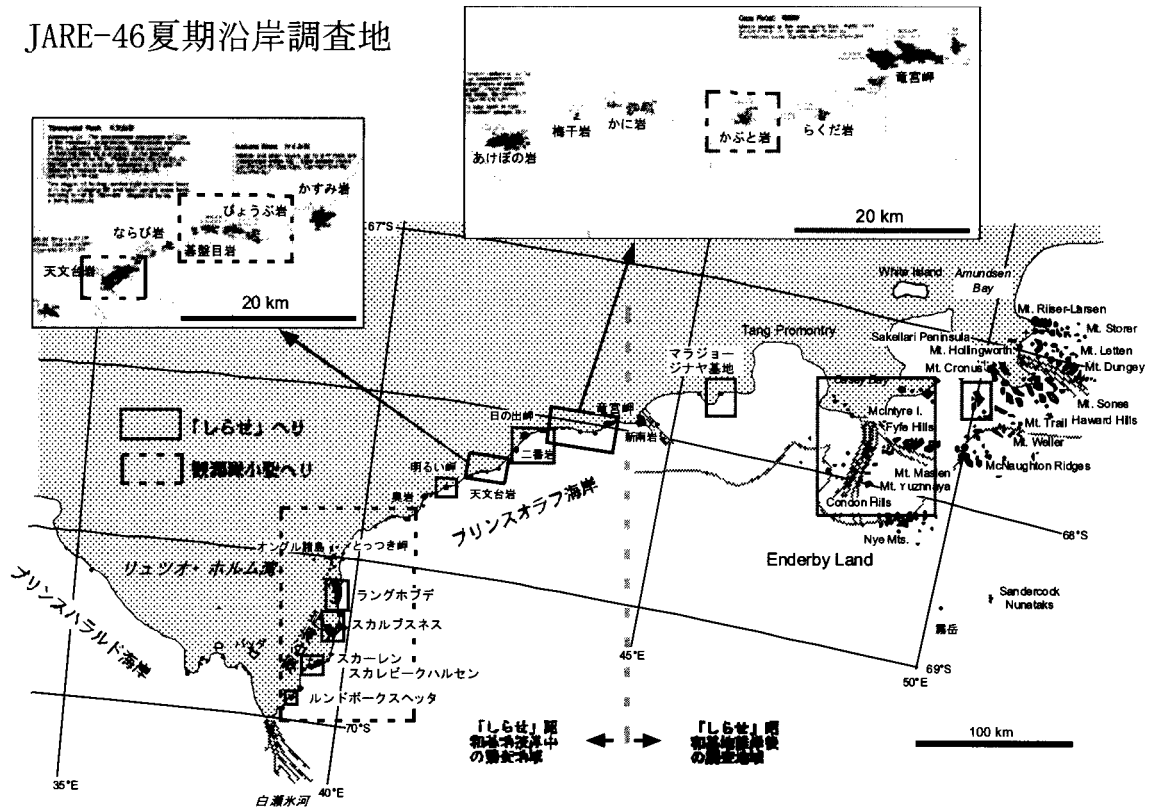 JARE-46夏期沿岸調査地
竜宮岬
梅干岩
かに岩
かぶと岩
らくだ岩
あけぼの岩
20 km
かすみ岩
びょうぶ岩
ならび岩
基盤目岩
天文台岩
20 km
67°S
White Island
Amundsen
Bay
Tang Promontry
Mt. Riiser-Larsen
Mt. Storer
Sakellari Peninsula
Mt. Hollingworth
Mt. Letten
Mt. Cronus
Mt. Dungey
マラジョー
ジナヤ基地
Casey Bay
Mt. Sones
Haward Hills
Mt. Trail
Mt. Weller
McNaughton Ridges
McIntyre I.
Fyfe Hills
Mt. Maslen
Mt. Yuzhnaya
Condon Hills
Nye Mts.
68°S
Enderby Land
Sandercock
Nunataks
霧岳
69°S
50°E
「しらせ」ヘリ
観測隊小型ヘリ
日の出岬
竜宮岬
新南岩
二番岩
明るい岬
天文台岩
プリンスオラフ海岸
オングル諸島
とっつき岬
リュツオ・ホルム湾
プリンスハラルド海岸
ラングホブデ
スカルブスネス
スカーレン
スカレビークハルセン
ルンドボークスヘッタ
70°S
45°E
35°E
40°E
白瀬氷河
「しらせ」昭
「しらせ」昭
100 km